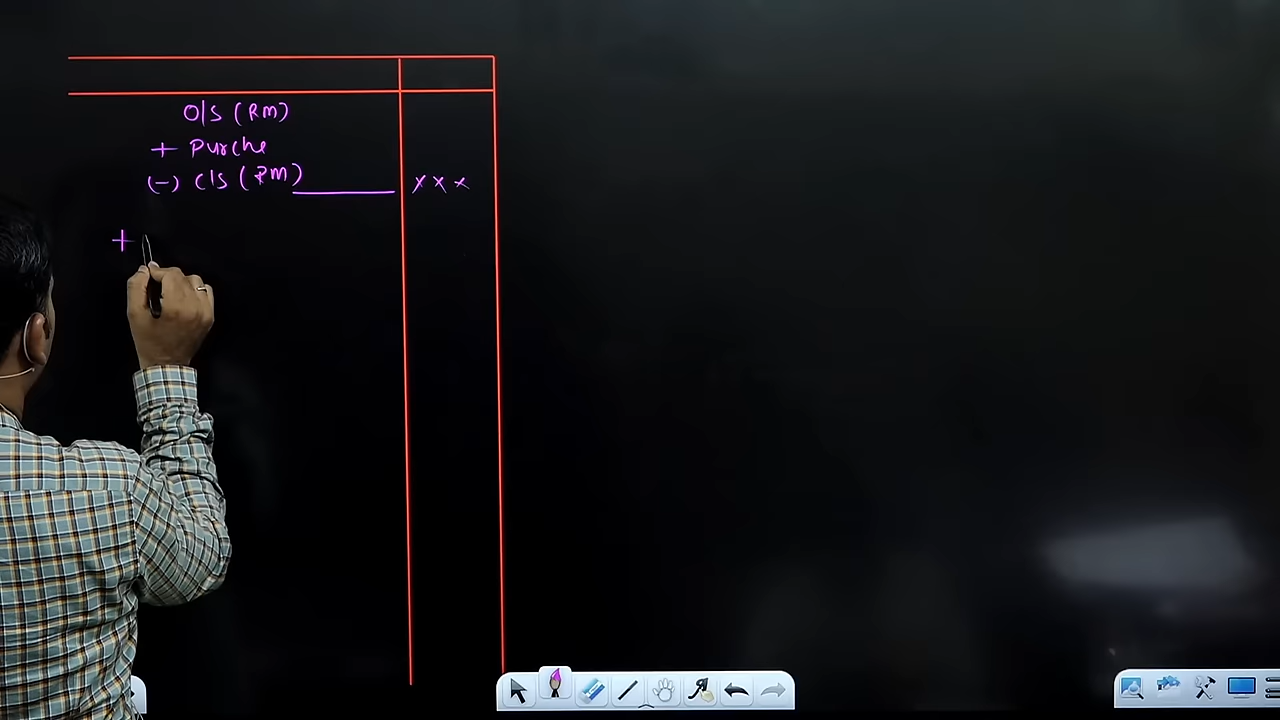 O/S (RM)
+ Purche
(-) C/S (RM) xxx
+